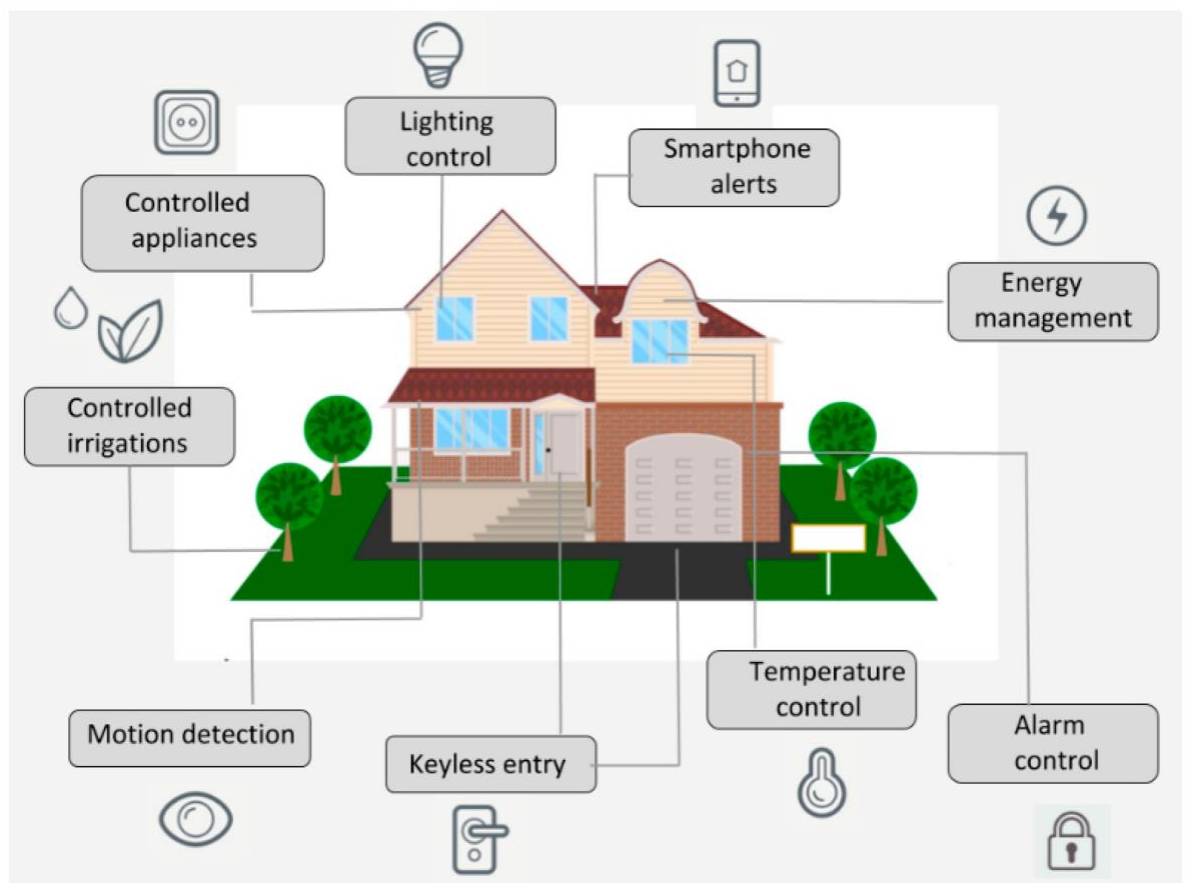 Lighting
control
Smartphone
alerts
Controlled
appliances
Energy
management
Controlled
irrigations
Temperature
control
Motion detection
Keyless entry
Alarm
control